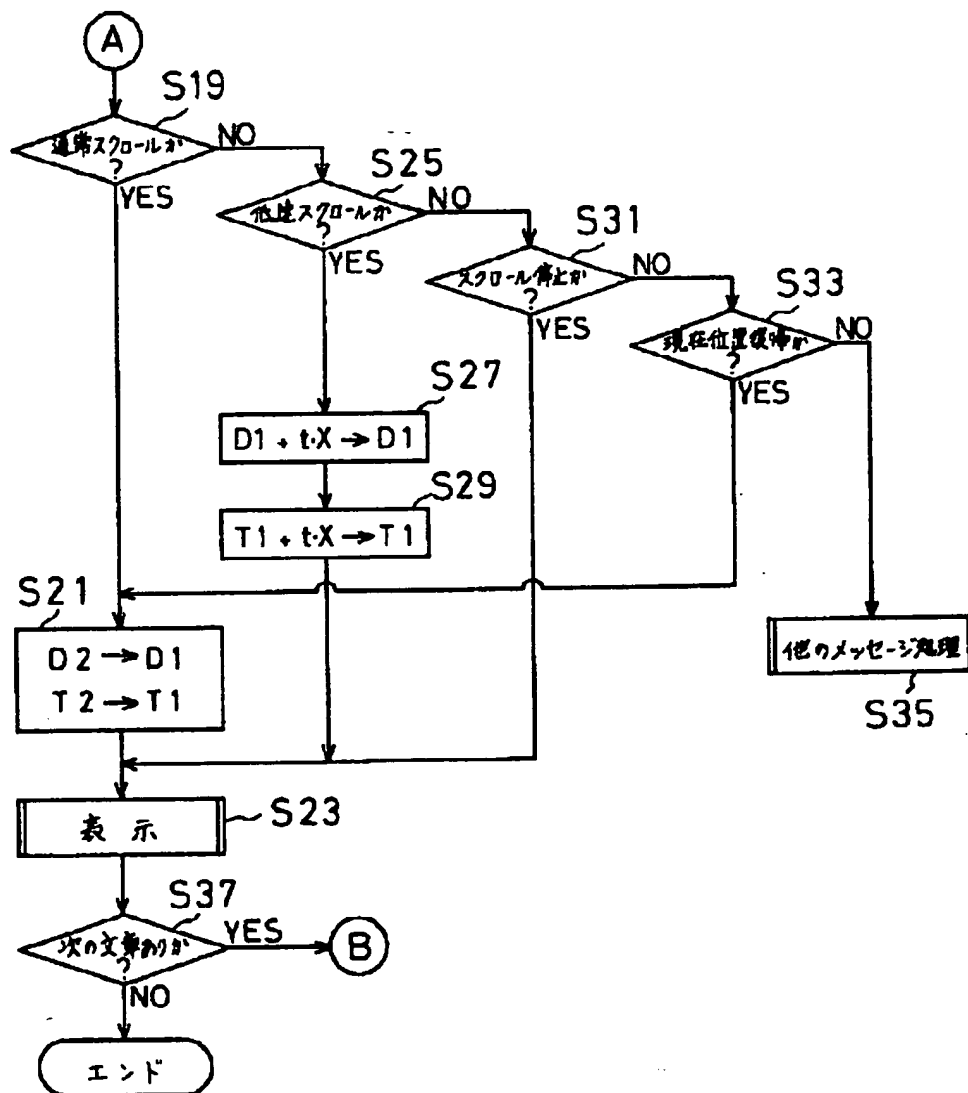 A
S19
通常スクロールか
?
NO
YES
S25
低速スクロールか
?
NO
YES
S31
スクロール停止か
?
NO
YES
S33
現在位置復帰か
?
NO
YES
S27
D1 + t·X → D1
S29
T1 + t·X → T1
S21
D2 → D1
T2 → T1
他のメッセージ処理
S35
表示
S23
S37
次の文章ありか
?
YES
B
NO
エンド